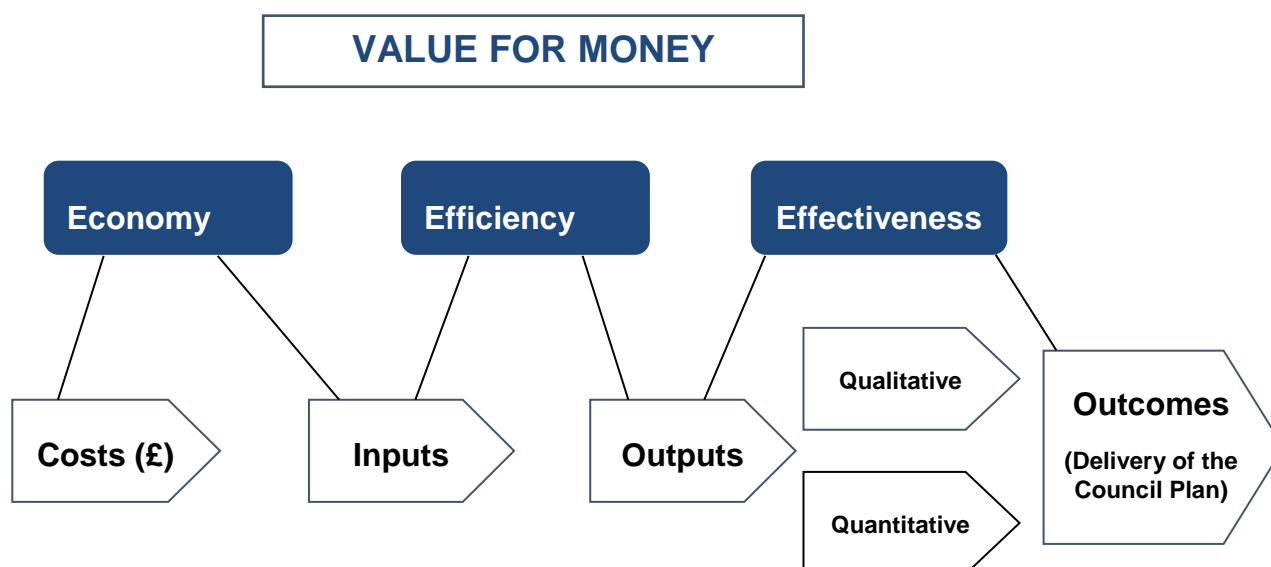 VALUE FOR MONEY
Economy
Efficiency
Effectiveness
Costs (£)
Inputs
Outputs
Qualitative
Quantitative
Outcomes
(Delivery of the
Council Plan)